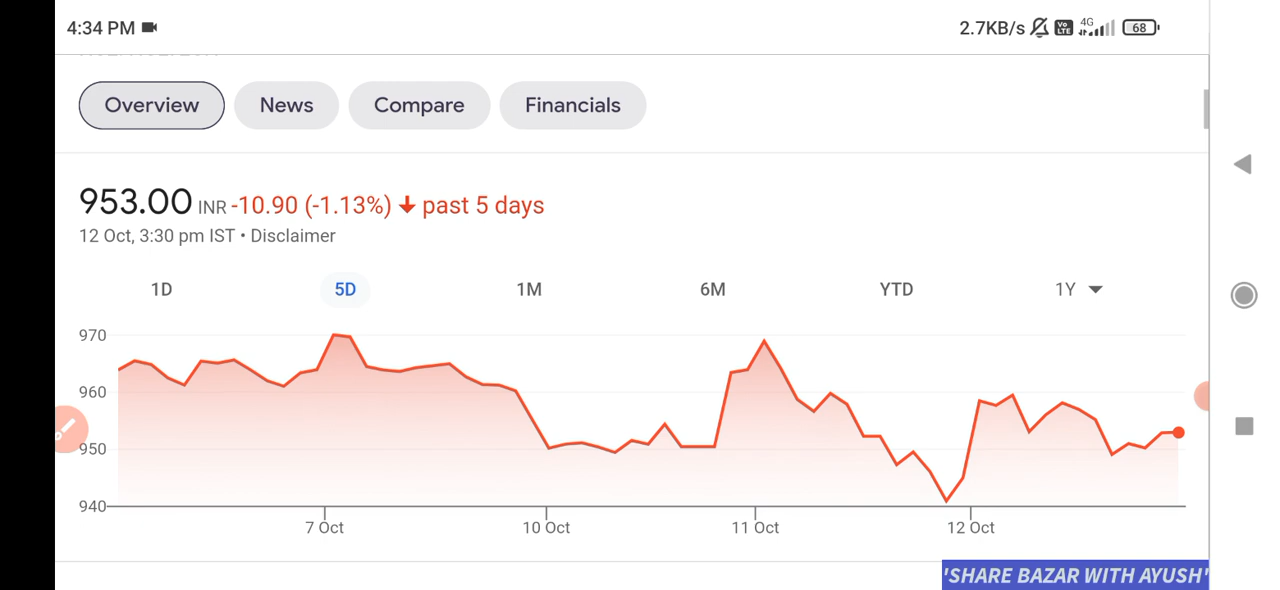 4:34 PM
2.7KB/s Vo LTE 4G 68
Overview News Compare Financials
953.00 INR -10.90 (-1.13%) past 5 days
12 Oct, 3:30 pm IST • Disclaimer
1D 5D 1M 6M YTD 1Y
970
960
950
940
7 Oct 10 Oct 11 Oct 12 Oct
'SHARE BAZAR WITH AYUSH'